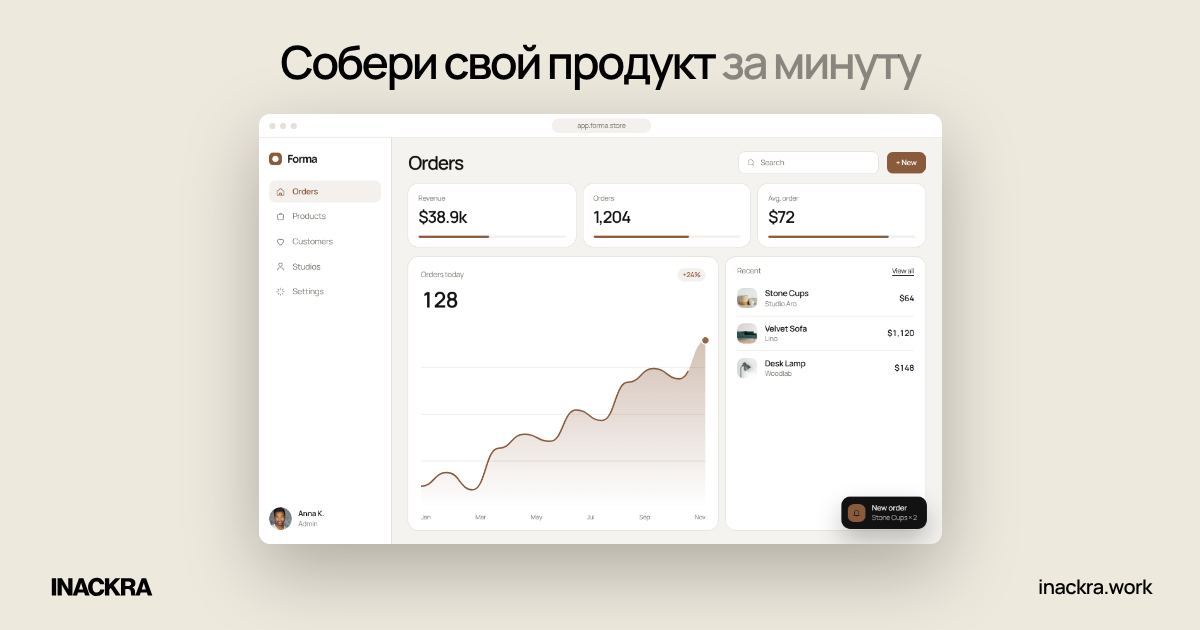 Собери свой продукт за минуту
app.forma.store
Forma
Orders
Products
Customers
Studios
Settings
Anna K.
Admin
Orders
Search
+ New
Revenue
$38.9k
Orders
1,204
Avg. order
$72
Orders today
+24%
128
Jan
Mar
May
Jul
Sep
Nov
Recent
View all
Stone Cups
Studio Aro
$64
Velvet Sofa
Lino
$1,120
Desk Lamp
Woodlab
$148
New order
Stone Cups × 2
INACKRA
inackra.work